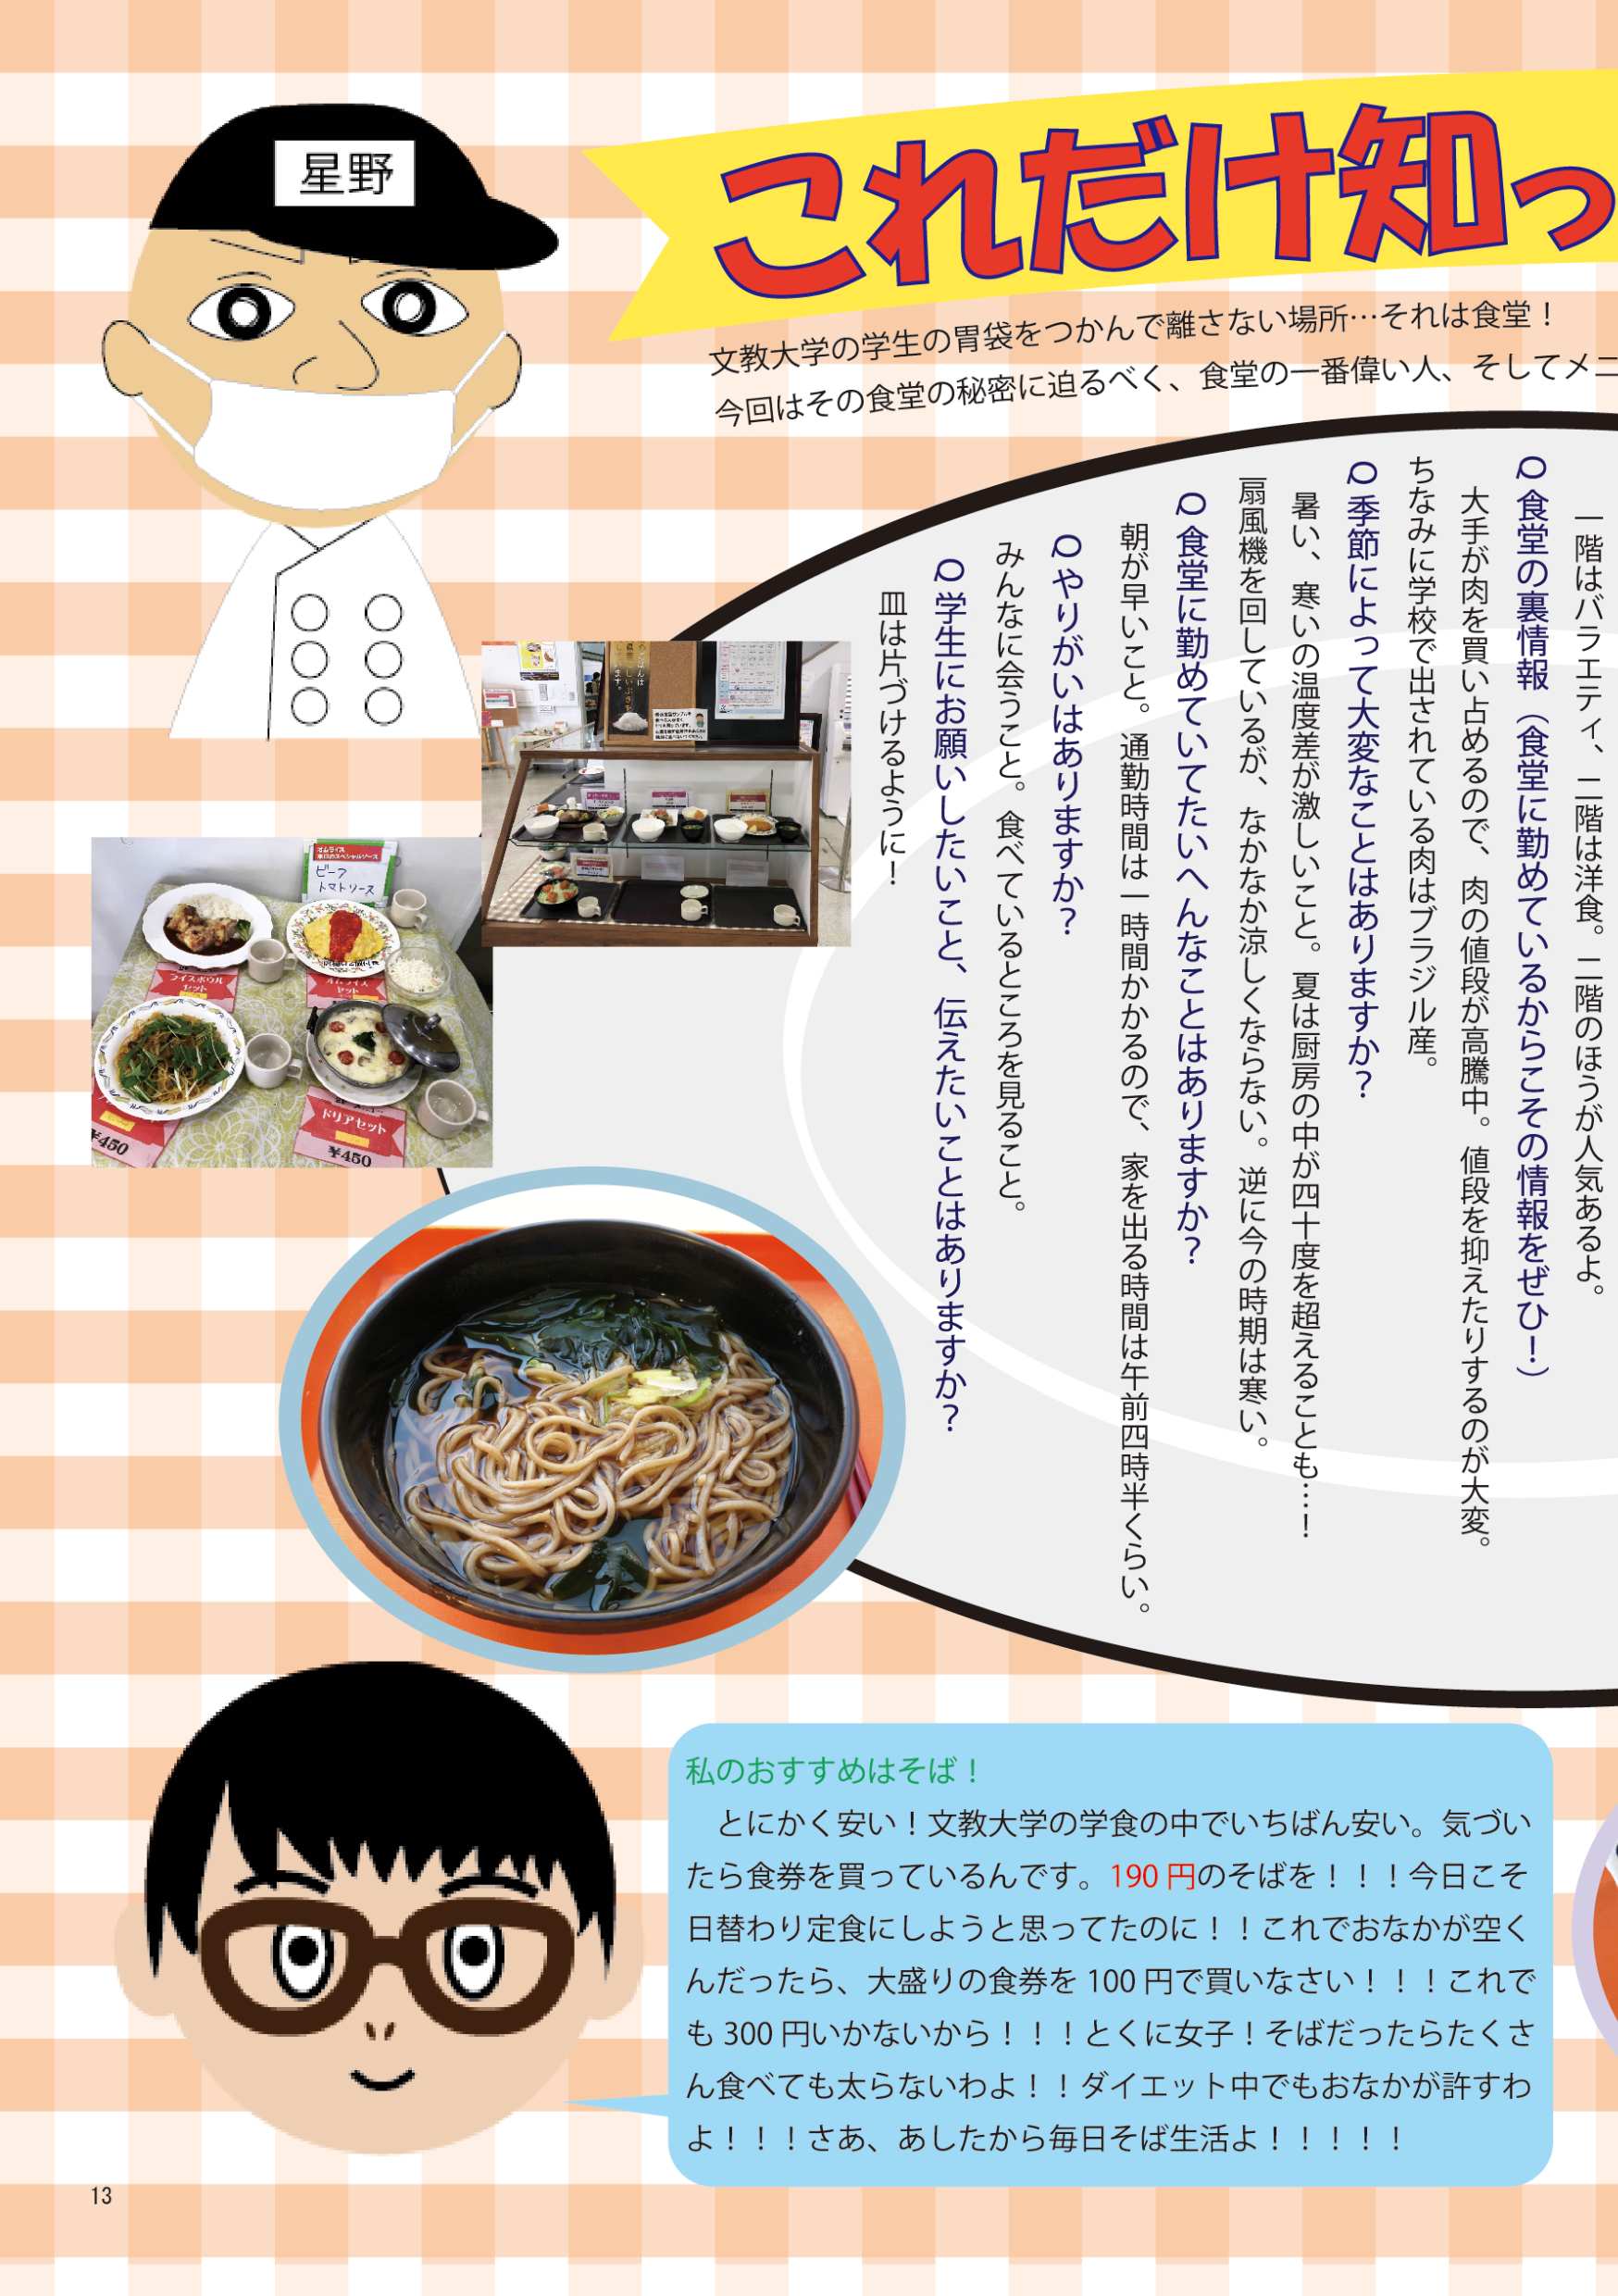 星野
これだけ知っ
文教大学の学生の胃袋をつかんで離さない場所…それは食堂！
今回はその食堂の秘密に迫るべく、食堂の一番偉い人、そしてメニ
一階はバラエティ、二階は洋食。二階のほうが人気あるよ。
Q 食堂の裏情報（食堂に勤めているからこその情報をぜひ！）
大手が肉を買い占めるので、肉の値段が高騰中。値段を抑えたりするのが大変。
ちなみに学校で出されている肉はブラジル産。
Q 季節によって大変なことはありますか？
暑い、寒いの温度差が激しいこと。夏は厨房の中が四十度を超えることも…！
扇風機を回しているが、なかなか涼しくならない。逆に今の時期は寒い。
Q 食堂に勤めていてたいへんなことはありますか？
朝が早いこと。通勤時間は一時間かかるので、家を出る時間は午前四時半くらい。
Q やりがいはありますか？
みんなに会うこと。食べているところを見ること。
Q 学生にお願いしたいこと、伝えたいことはありますか？
皿は片づけるように！
オムライス
本日のスペシャルソース
ビーフ
トマトソース
ライスボウル
セット
オムライス
セット
ドリアセット
¥450
¥450
私のおすすめはそば！
とにかく安い！文教大学の学食の中でいちばん安い。気づい
たら食券を買っているんです。190 円のそばを！！！今日こそ
日替わり定食にしようと思ってたのに！！これでおなかが空く
んだったら、大盛りの食券を 100 円で買いなさい！！！これで
も 300 円いかないから！！！とくに女子！そばだったらたくさ
ん食べても太らないわよ！！ダイエット中でもおなかが許すわ
よ！！！さあ、あしたから毎日そば生活よ！！！！！
13